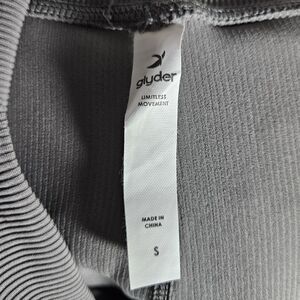 glyder
LIMITLESS
MOVEMENT
MADE IN
CHINA
S